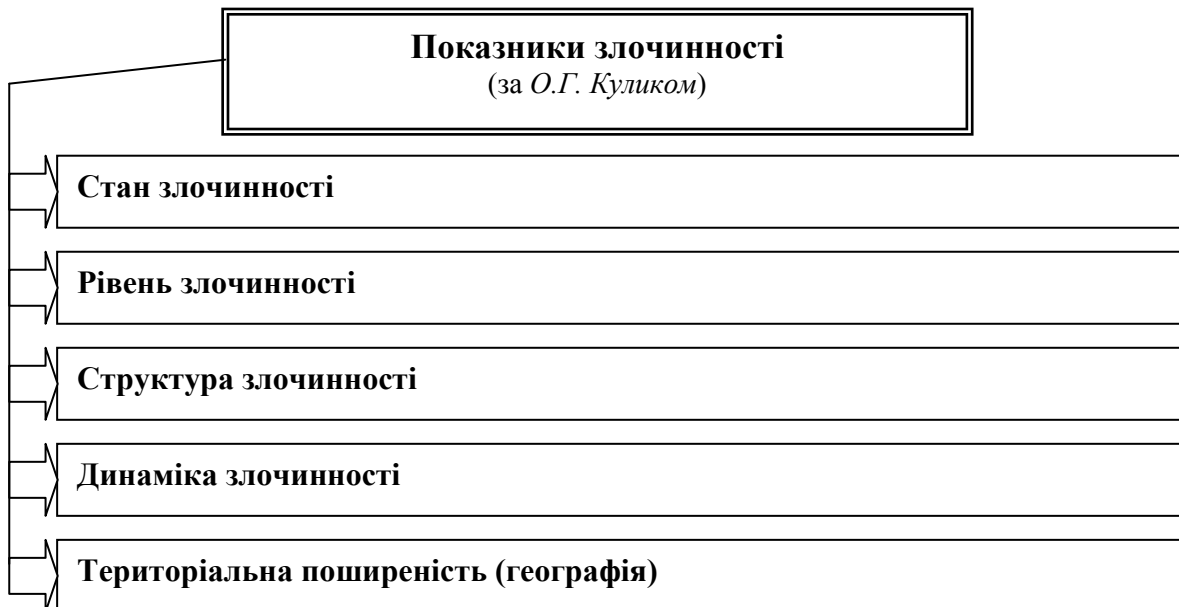 Показники злочинності
(за О.Г. Куликом)
Стан злочинності
Рівень злочинності
Структура злочинності
Динаміка злочинності
Територіальна поширеність (географія)